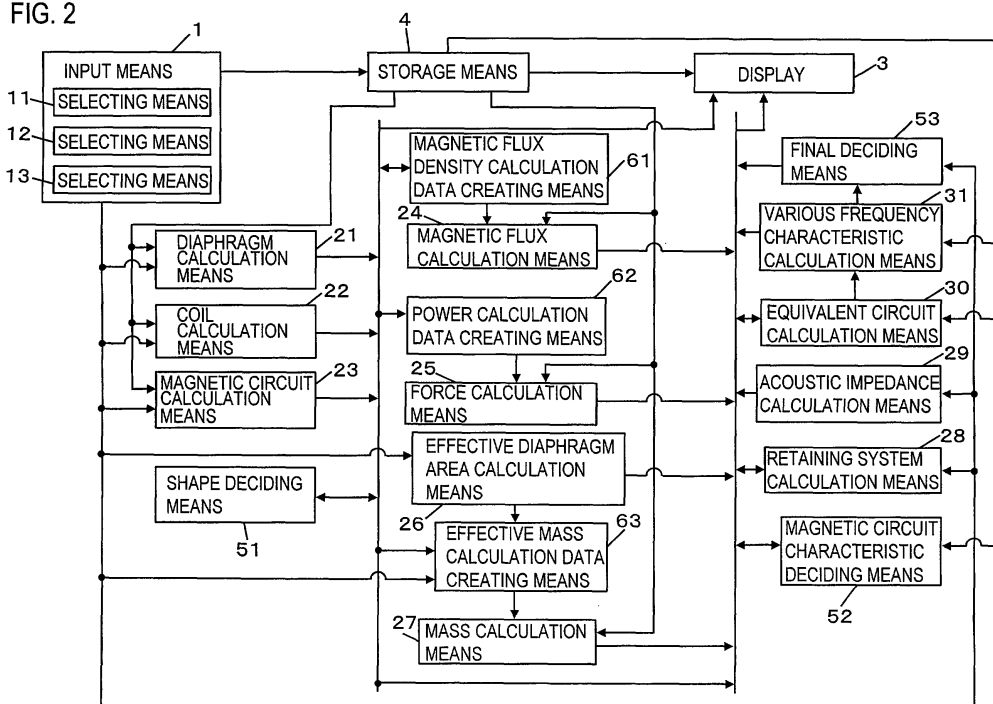 FIG. 2
1
INPUT MEANS
11
SELECTING MEANS
12
SELECTING MEANS
13
SELECTING MEANS
4
STORAGE MEANS
3
DISPLAY
21
DIAPHRAGM
CALCULATION
MEANS
22
COIL
CALCULATION
MEANS
23
MAGNETIC CIRCUIT
CALCULATION
MEANS
SHAPE DECIDING
MEANS
51
MAGNETIC FLUX
DENSITY CALCULATION
DATA CREATING MEANS
61
24
MAGNETIC FLUX
CALCULATION MEANS
62
POWER CALCULATION
DATA CREATING MEANS
25
FORCE CALCULATION
MEANS
EFFECTIVE DIAPHRAGM
AREA CALCULATION
MEANS
26
63
EFFECTIVE MASS
CALCULATION DATA
CREATING MEANS
27
MASS CALCULATION
MEANS
53
FINAL DECIDING
MEANS
31
VARIOUS FREQUENCY
CHARACTERISTIC
CALCULATION MEANS
30
EQUIVALENT CIRCUIT
CALCULATION MEANS
29
ACOUSTIC IMPEDANCE
CALCULATION MEANS
28
RETAINING SYSTEM
CALCULATION MEANS
MAGNETIC CIRCUIT
CHARACTERISTIC
DECIDING MEANS
52